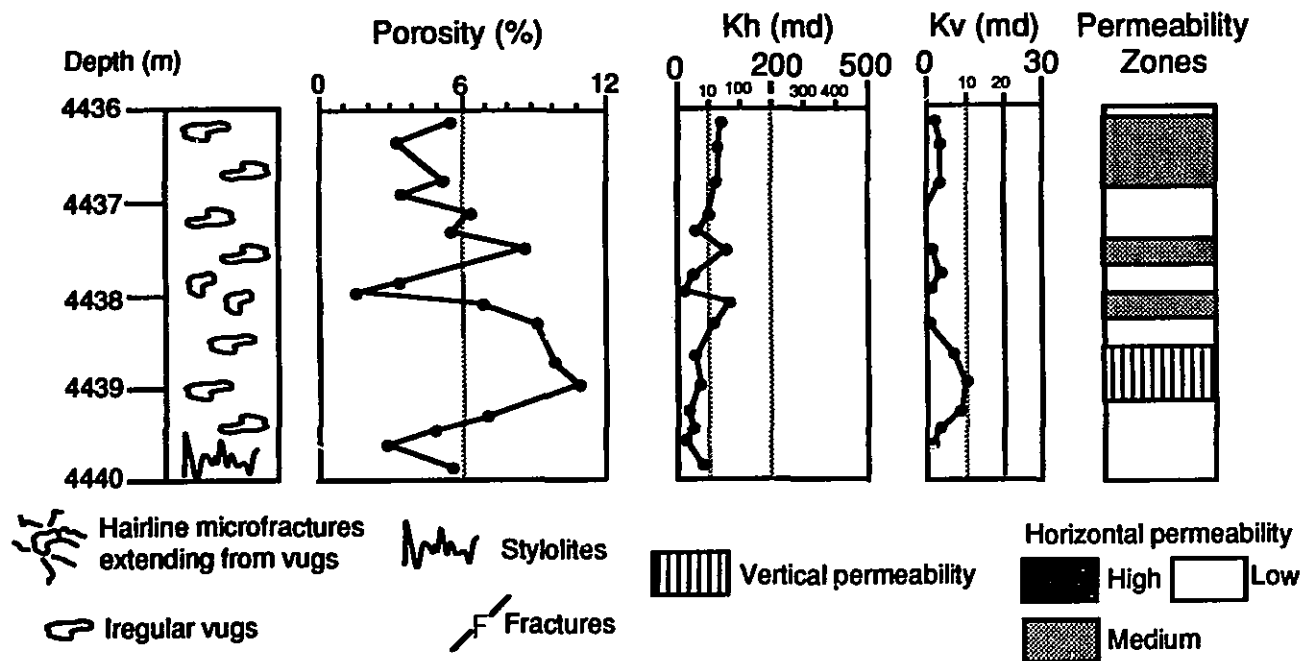 Depth (m)
Porosity (%)
Kh (md)
Kv (md)
Permeability
Zones
0 6 12
0 200 500
10 100 300 400
0 30
10 20
4436
4437
4438
4439
4440
Hairline microfractures
extending from vugs
Stylolites
Irregular vugs
F
Fractures
Vertical permeability
Horizontal permeability
High
Low
Medium